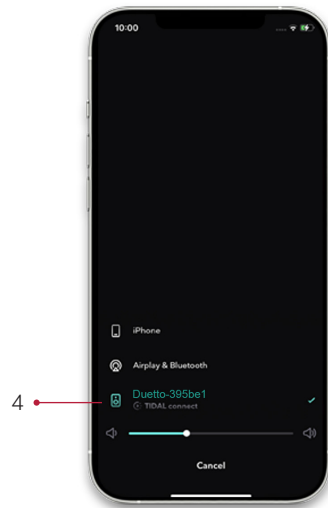 10:00
iPhone
Airplay & Bluetooth
4
Duetto-395be1
TIDAL connect
Cancel